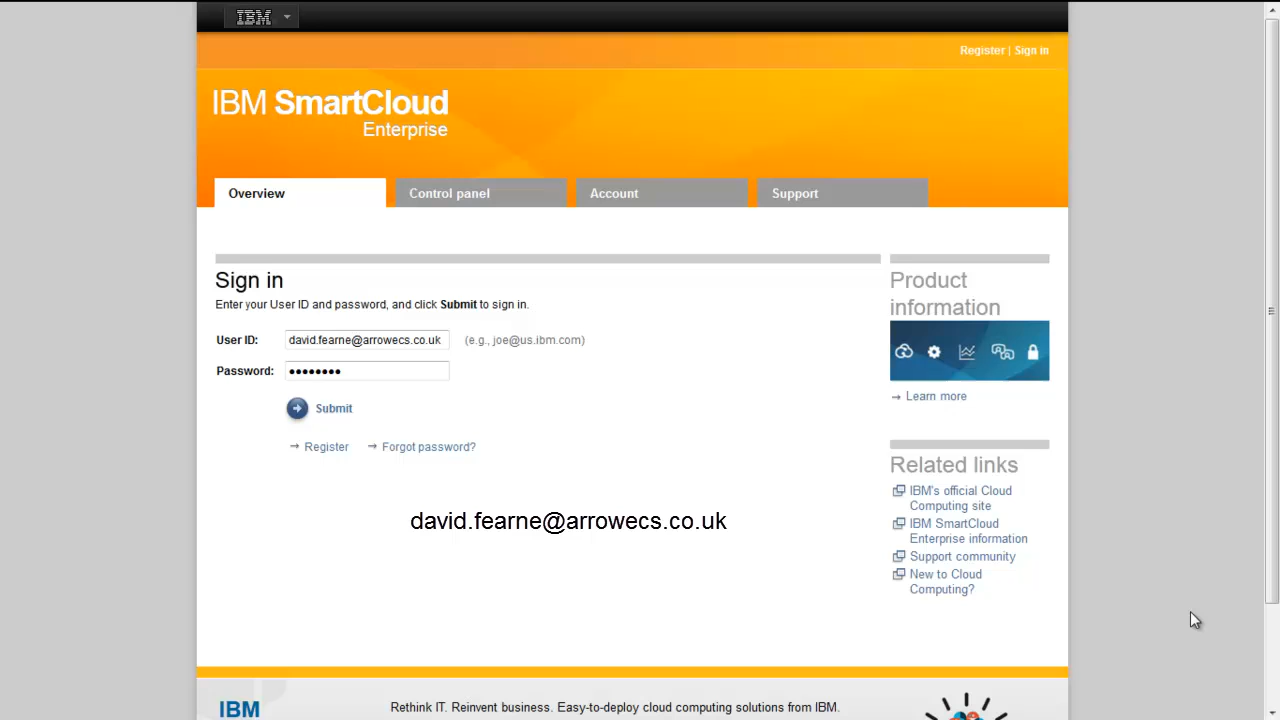 IBM
Register | Sign in
IBM SmartCloud
Enterprise
Overview
Control panel
Account
Support
Sign in
Enter your User ID and password, and click Submit to sign in.
User ID: david.fearne@arrowecs.co.uk (e.g., joe@us.ibm.com)
Password: ••••••••
Submit
Register
Forgot password?
david.fearne@arrowecs.co.uk
Product
information
Learn more
Related links
IBM's official Cloud
Computing site
IBM SmartCloud
Enterprise information
Support community
New to Cloud
Computing?
IBM
Rethink IT. Reinvent business. Easy-to-deploy cloud computing solutions from IBM.